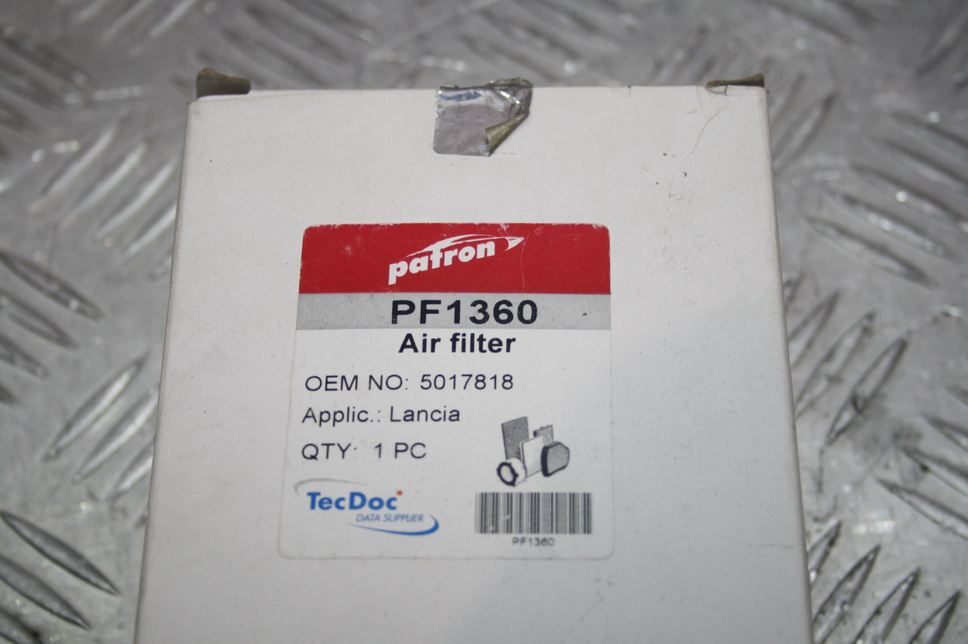 patron
PF1360
Air filter
OEM NO: 5017818
Applic.: Lancia
QTY: 1 PC
TecDoc
DATA SUPPLIER
PF1360